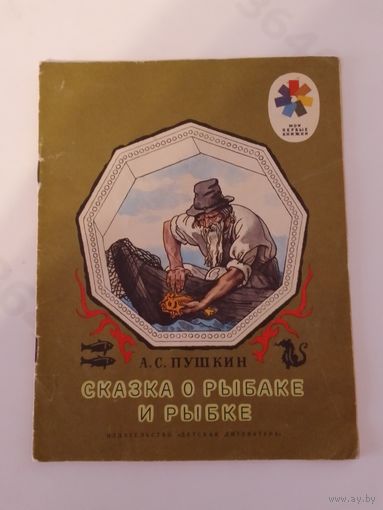 МОИ
ПЕРВЫЕ
КНИЖКИ
А.С. ПУШКИН
СКАЗКА О РЫБАКЕ
И РЫБКЕ
ИЗДАТЕЛЬСТВО «ДЕТСКАЯ ЛИТЕРАТУРА»
www.ay.by